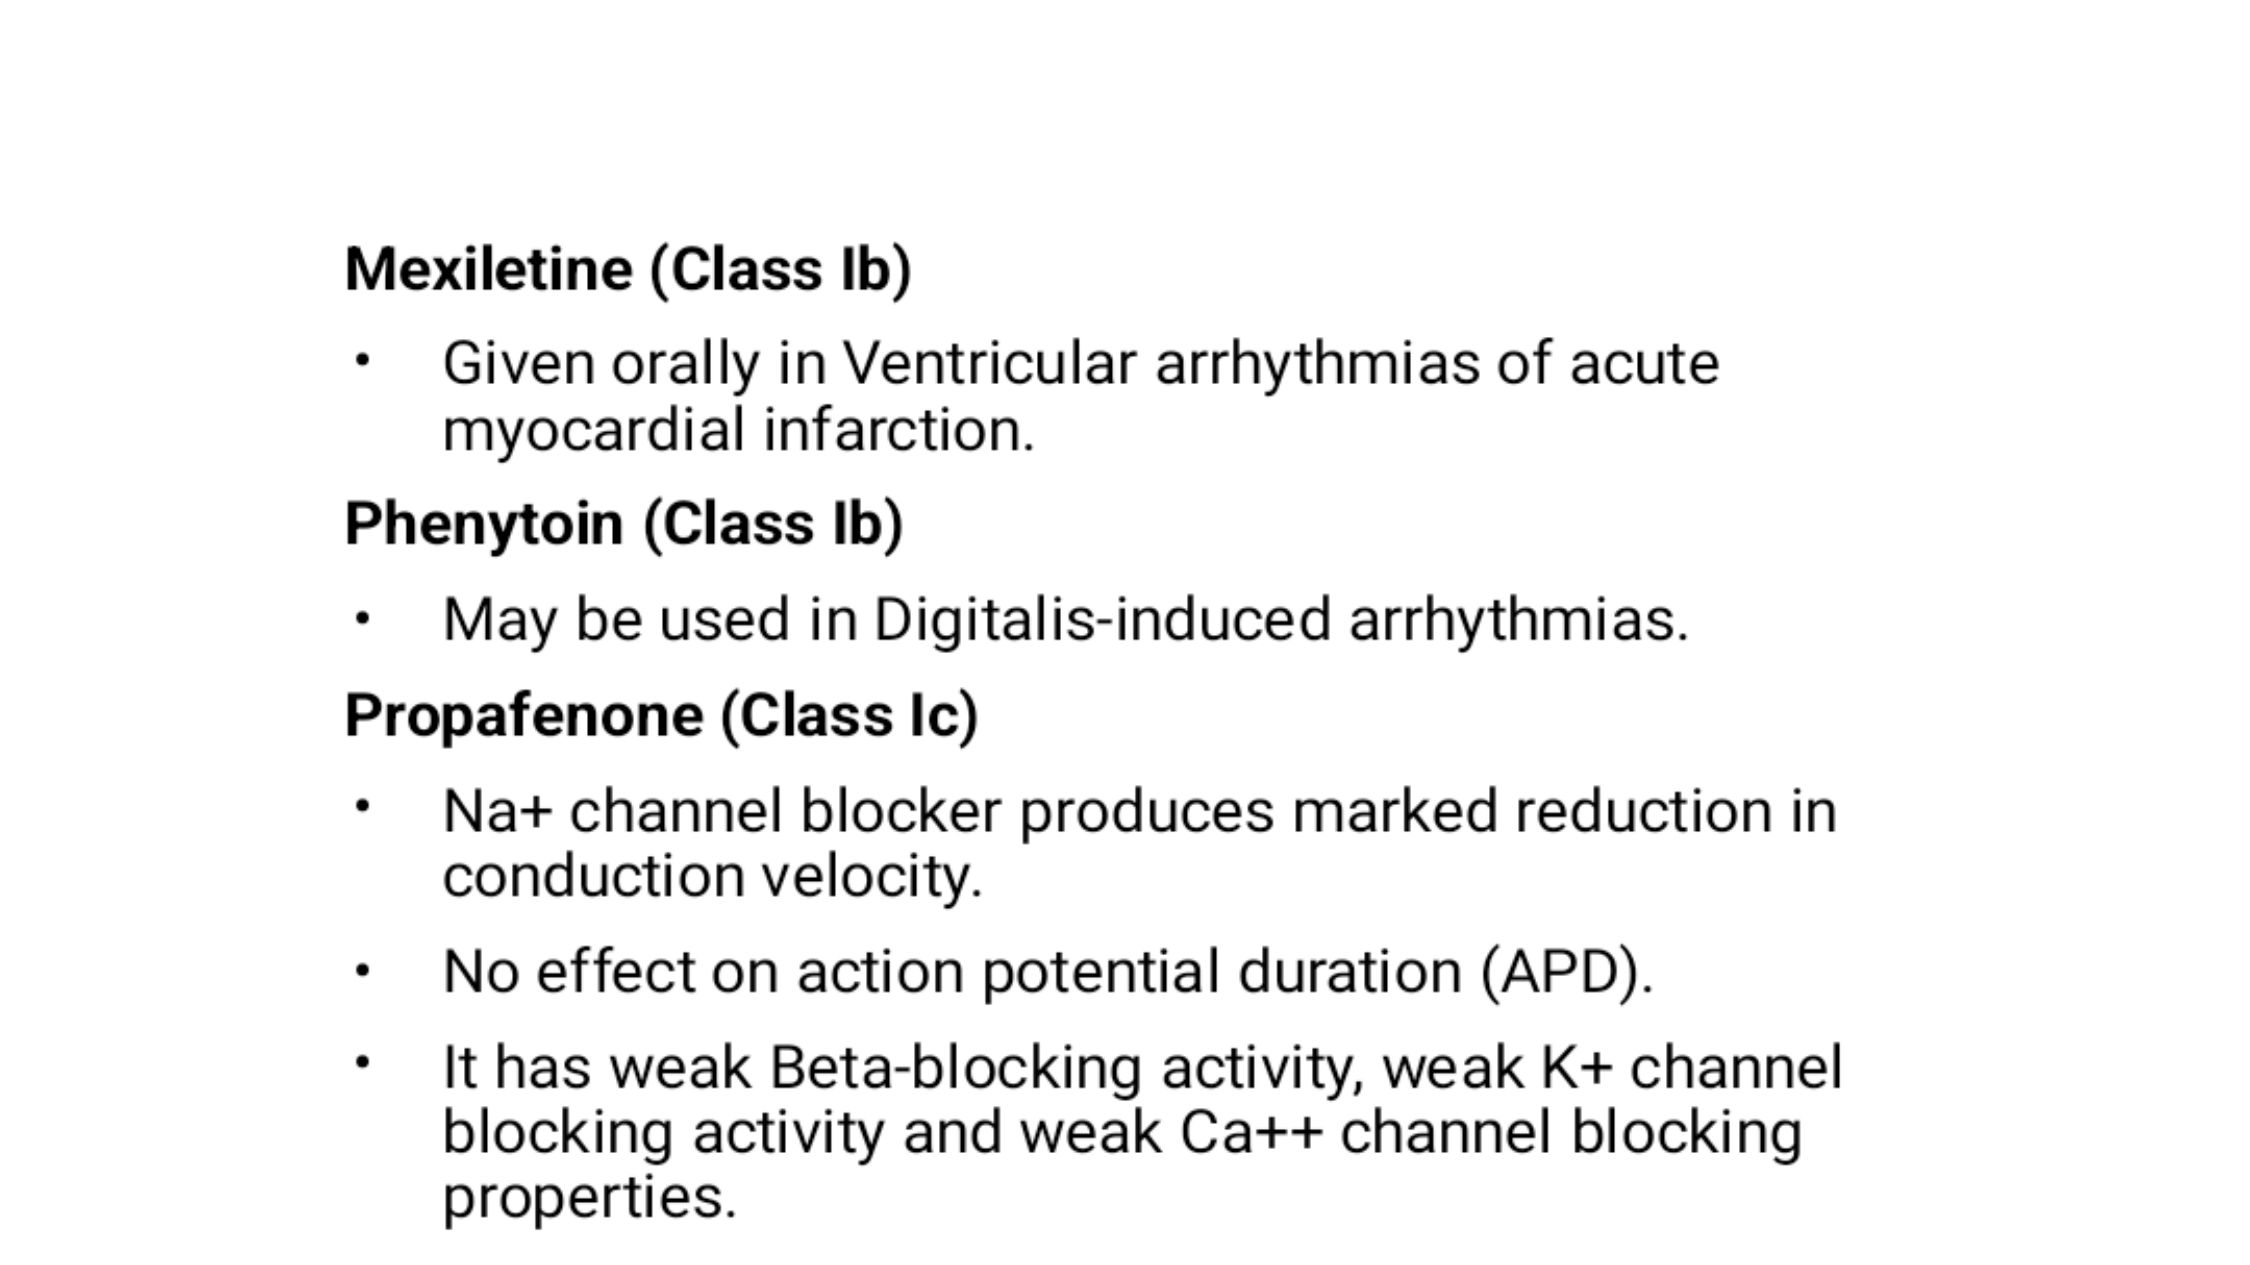 Mexiletine (Class Ib)
• Given orally in Ventricular arrhythmias of acute
myocardial infarction.
Phenytoin (Class Ib)
• May be used in Digitalis-induced arrhythmias.
Propafenone (Class Ic)
• Na+ channel blocker produces marked reduction in
conduction velocity.
• No effect on action potential duration (APD).
• It has weak Beta-blocking activity, weak K+ channel
blocking activity and weak Ca++ channel blocking
properties.